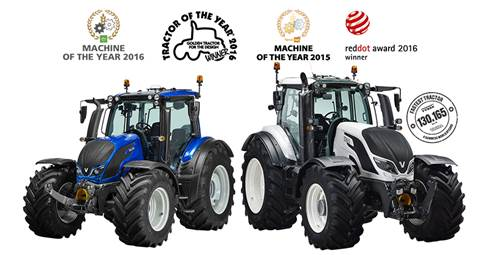 MACHINE
OF THE YEAR 2016
TRACTOR OF THE YEAR® 2016
GOLDEN TRACTOR
FOR THE DESIGN
WINNER
MACHINE
OF THE YEAR 2015
reddot award 2016
winner
FASTEST TRACTOR
130,165